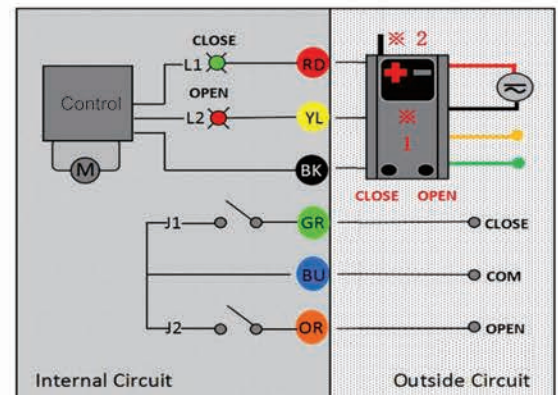 CLOSE
L1
RD
※ 2
OPEN
Control
L2
YL
※
1
M
BK
CLOSE OPEN
J1
GR
CLOSE
BU
COM
J2
OR
OPEN
Internal Circuit
Outside Circuit